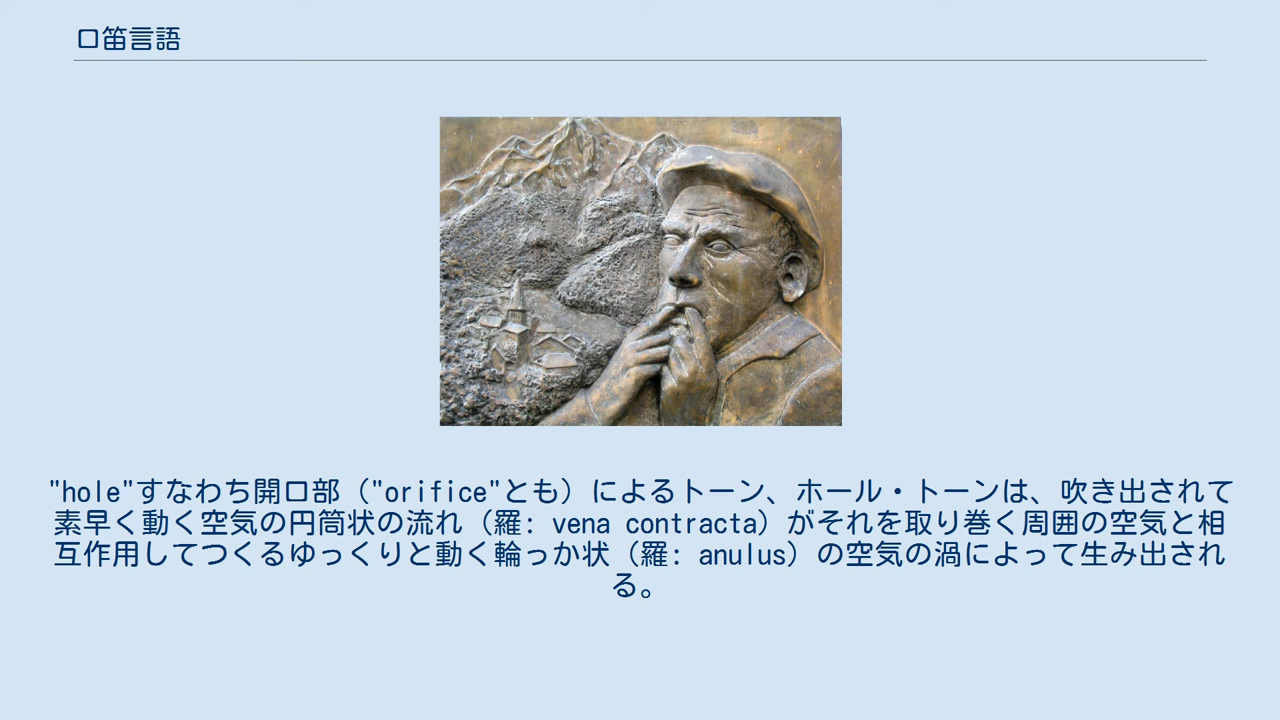 口笛言語
"hole"すなわち開口部（"orifice"とも）によるトーン、ホール・トーンは、吹き出されて
素早く動く空気の円筒状の流れ（羅: vena contracta）がそれを取り巻く周囲の空気と相
互作用してつくるゆっくりと動く輪っか状（羅: anulus）の空気の渦によって生み出され
る。